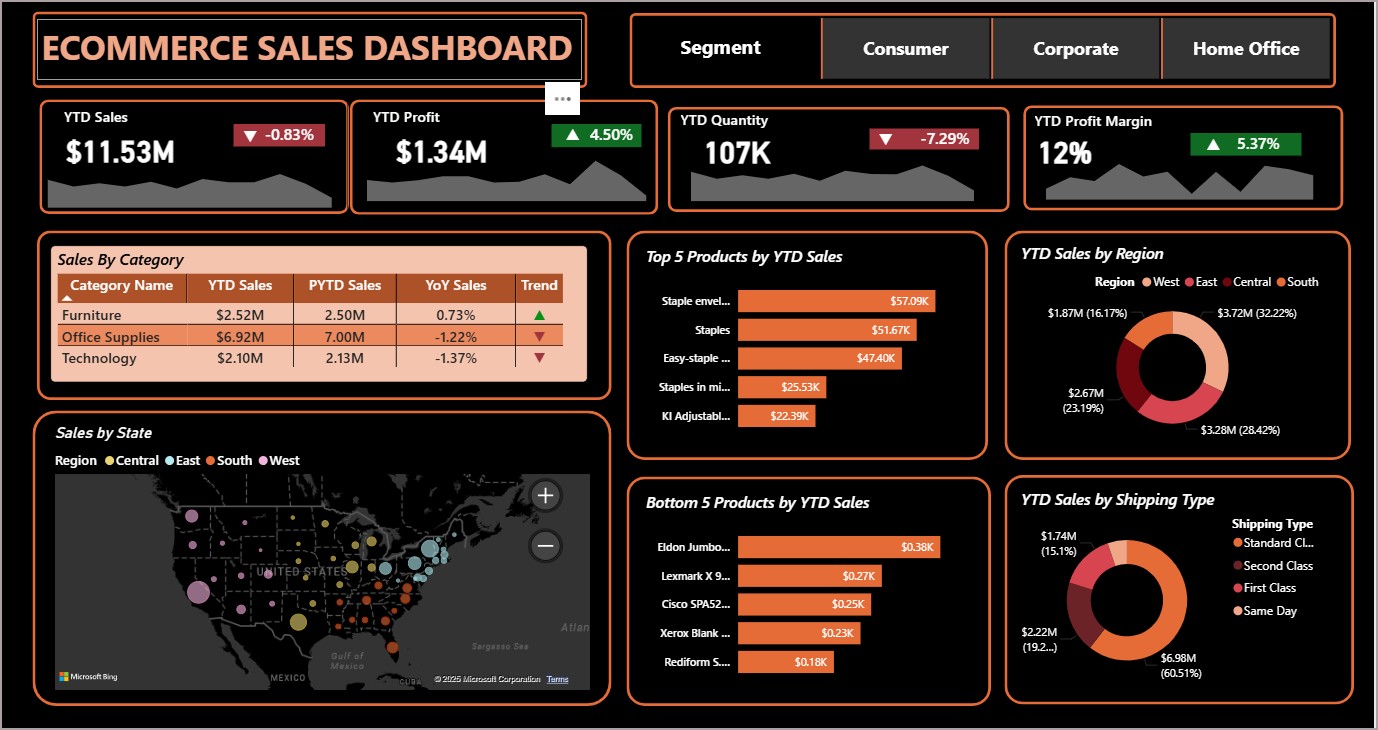 ECOMMERCE SALES DASHBOARD
Segment Consumer Corporate Home Office
YTD Sales
-0.83%
$11.53M
YTD Profit
4.50%
$1.34M
YTD Quantity
-7.29%
107K
YTD Profit Margin
5.37%
12%
Sales By Category
Category Name YTD Sales PYTD Sales YoY Sales Trend
Furniture $2.52M 2.50M 0.73%
Office Supplies $6.92M 7.00M -1.22%
Technology $2.10M 2.13M -1.37%
Top 5 Products by YTD Sales
Staple envel... $57.09K
Staples $51.67K
Easy-staple ... $47.40K
Staples in mi... $25.53K
KI Adjustabl... $22.39K
YTD Sales by Region
Region West East Central South
$1.87M (16.17%)
$3.72M (32.22%)
$2.67M
(23.19%)
$3.28M (28.42%)
Sales by State
Region Central East South West
UNITED STATES
Atlan
Sargasso Sea
Gulf of
Mexico
MEXICO
CUBA
Microsoft Bing
© 2025 Microsoft Corporation Terms
Bottom 5 Products by YTD Sales
Eldon Jumbo... $0.38K
Lexmark X 9... $0.27K
Cisco SPA52... $0.25K
Xerox Blank ... $0.23K
Rediform S.... $0.18K
YTD Sales by Shipping Type
Shipping Type
Standard Cl...
Second Class
First Class
Same Day
$1.74M
(15.1%)
$2.22M
(19.2...)
$6.98M
(60.51%)